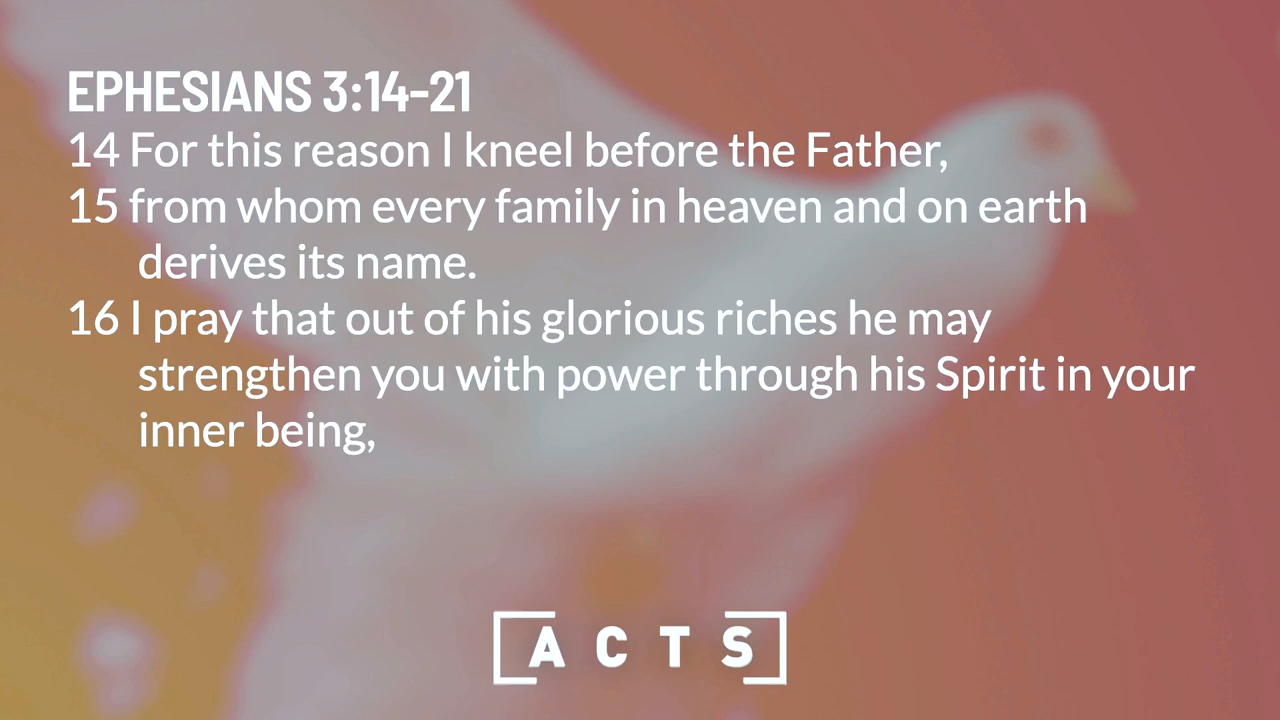 EPHESIANS 3:14-21
14 For this reason I kneel before the Father,
15 from whom every family in heaven and on earth
derives its name.
16 I pray that out of his glorious riches he may
strengthen you with power through his Spirit in your
inner being,
ACTS